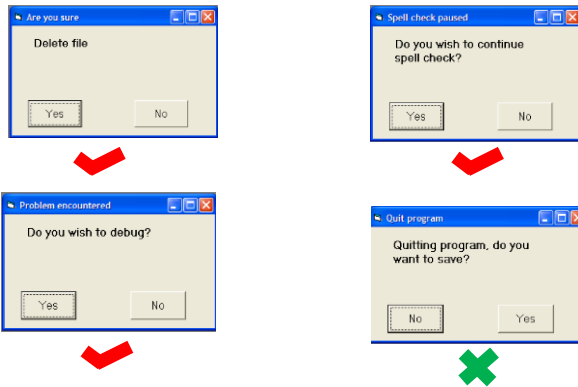 Are you sure
Delete file
Yes No
Spell check paused
Do you wish to continue
spell check?
Yes No
Problem encountered
Do you wish to debug?
Yes No
Quit program
Quitting program, do you
want to save?
No Yes